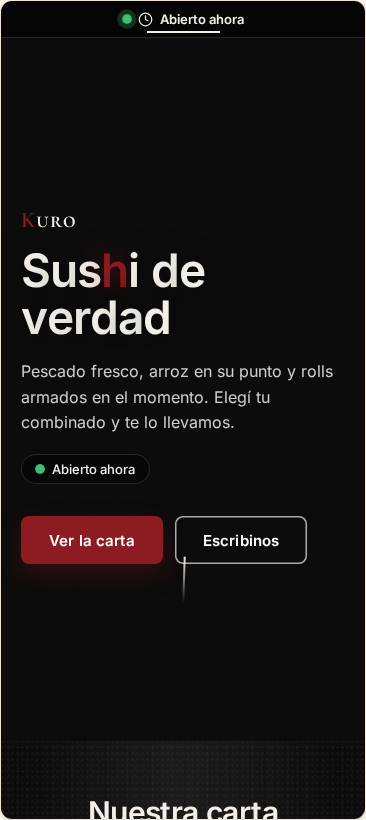 Abierto ahora
KURO
Sushi de
verdad
Pescado fresco, arroz en su punto y rolls
armados en el momento. Elegí tu
combinado y te lo llevamos.
Abierto ahora
Ver la carta
Escribinos
Nuestra carta